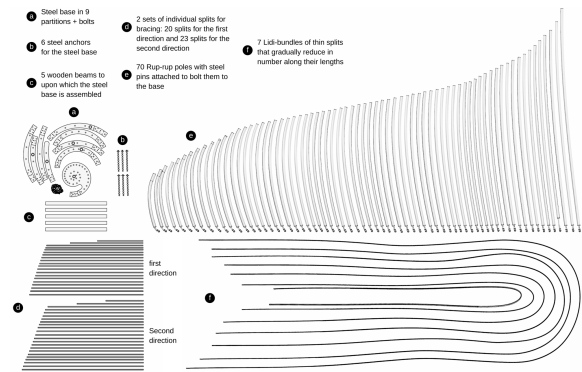 a Steel base in 9
partitions + bolts
b 6 steel anchors
for the steel base
c 5 wooden beams to
upon which the steel
base is assembled
d 2 sets of individual splits for
bracing: 20 splits for the first
direction and 23 splits for the
second direction
e 70 Rup-rup poles with steel
pins attached to bolt them to
the base
f 7 Lidi-bundles of thin splits
that gradually reduce in
number along their lengths
a
b
e
c
first
direction
d
f
Second
direction